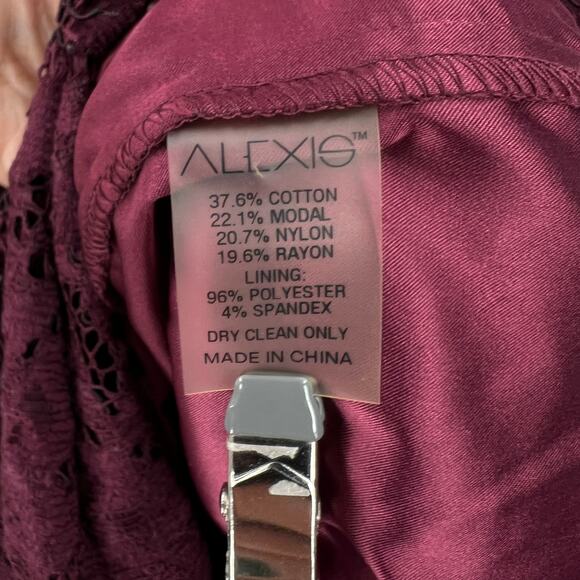 ALEXIS™
37.6% COTTON
22.1% MODAL
20.7% NYLON
19.6% RAYON
LINING:
96% POLYESTER
4% SPANDEX
DRY CLEAN ONLY
MADE IN CHINA